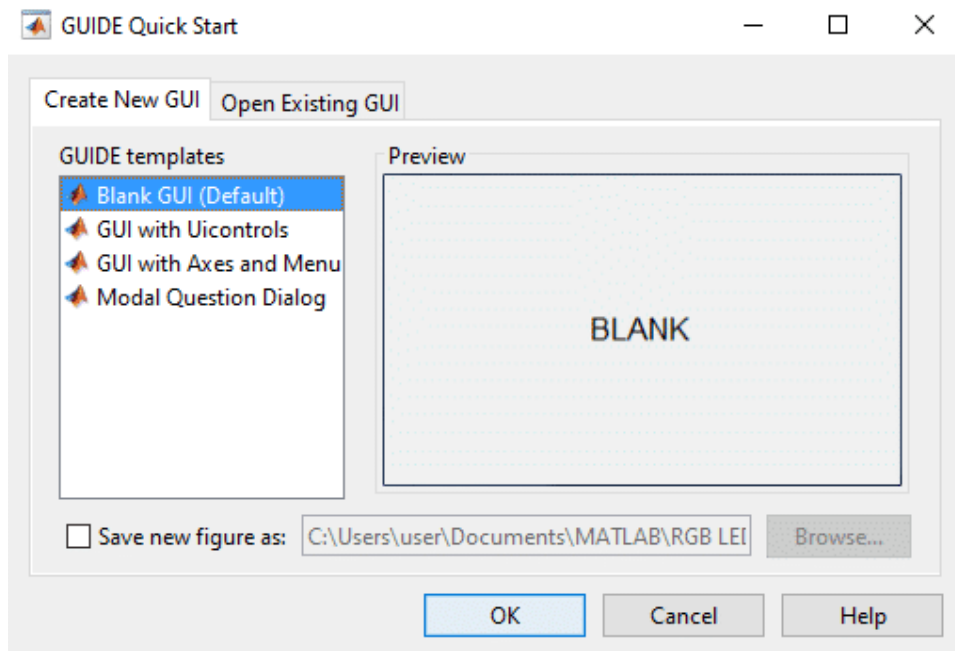 GUIDE Quick Start
Create New GUI
Open Existing GUI
GUIDE templates
Blank GUI (Default)
GUI with Uicontrols
GUI with Axes and Menu
Modal Question Dialog
Preview
BLANK
Save new figure as:
C:\Users\user\Documents\MATLAB\RGB LE
Browse...
OK
Cancel
Help